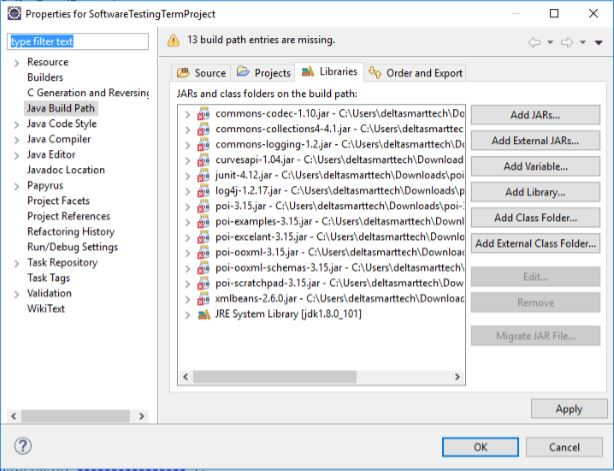 Properties for SoftwareTestingTermProject
type filter text
13 build path entries are missing.
Resource
Builders
C Generation and Reversing
Java Build Path
Java Code Style
Java Compiler
Java Editor
Javadoc Location
Papyrus
Project Facets
Project References
Refactoring History
Run/Debug Settings
Task Repository
Task Tags
Validation
WikiText
Source
Projects
Libraries
Order and Export
JARs and class folders on the build path:
commons-codec-1.10.jar - C:\Users\deltasmarttech\Do
commons-collections4-4.1.jar - C:\Users\deltasmarttec
commons-logging-1.2.jar - C:\Users\deltasmarttech\D
curvesapi-1.04.jar - C:\Users\deltasmarttech\Download
junit-4.12.jar - C:\Users\deltasmarttech\Downloads\poi
log4j-1.2.17.jar - C:\Users\deltasmarttech\Downloads\p
poi-3.15.jar - C:\Users\deltasmarttech\Downloads\poi-
poi-examples-3.15.jar - C:\Users\deltasmarttech\Downl
poi-excelant-3.15.jar - C:\Users\deltasmarttech\Downlo
poi-ooxml-3.15.jar - C:\Users\deltasmarttech\Downloa
poi-ooxml-schemas-3.15.jar - C:\Users\deltasmarttech
poi-scratchpad-3.15.jar - C:\Users\deltasmarttech\Dow
xmlbeans-2.6.0.jar - C:\Users\deltasmarttech\Downloac
JRE System Library [jdk1.8.0_101]
Add JARs...
Add External JARs...
Add Variable...
Add Library...
Add Class Folder...
Add External Class Folder...
Edit...
Remove
Migrate JAR File...
Apply
OK
Cancel